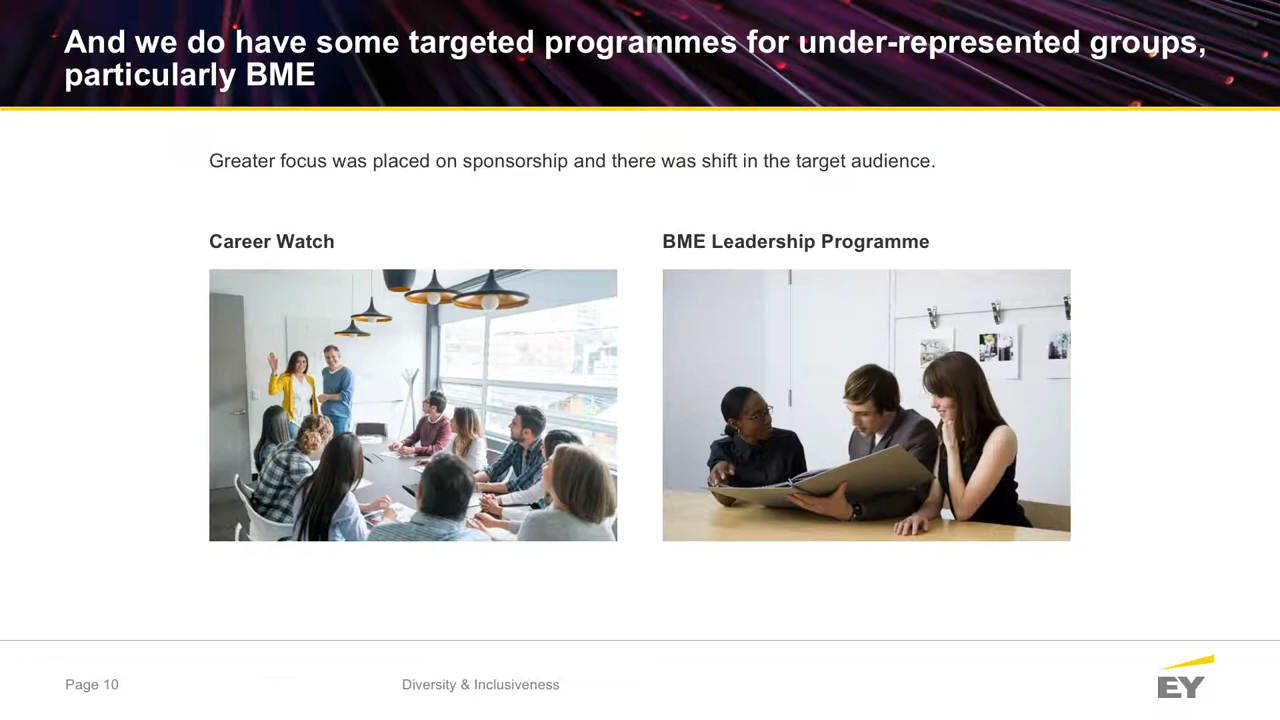 And we do have some targeted programmes for under-represented groups,
particularly BME
Greater focus was placed on sponsorship and there was shift in the target audience.
Career Watch
BME Leadership Programme
Page 10
Diversity & Inclusiveness
EY